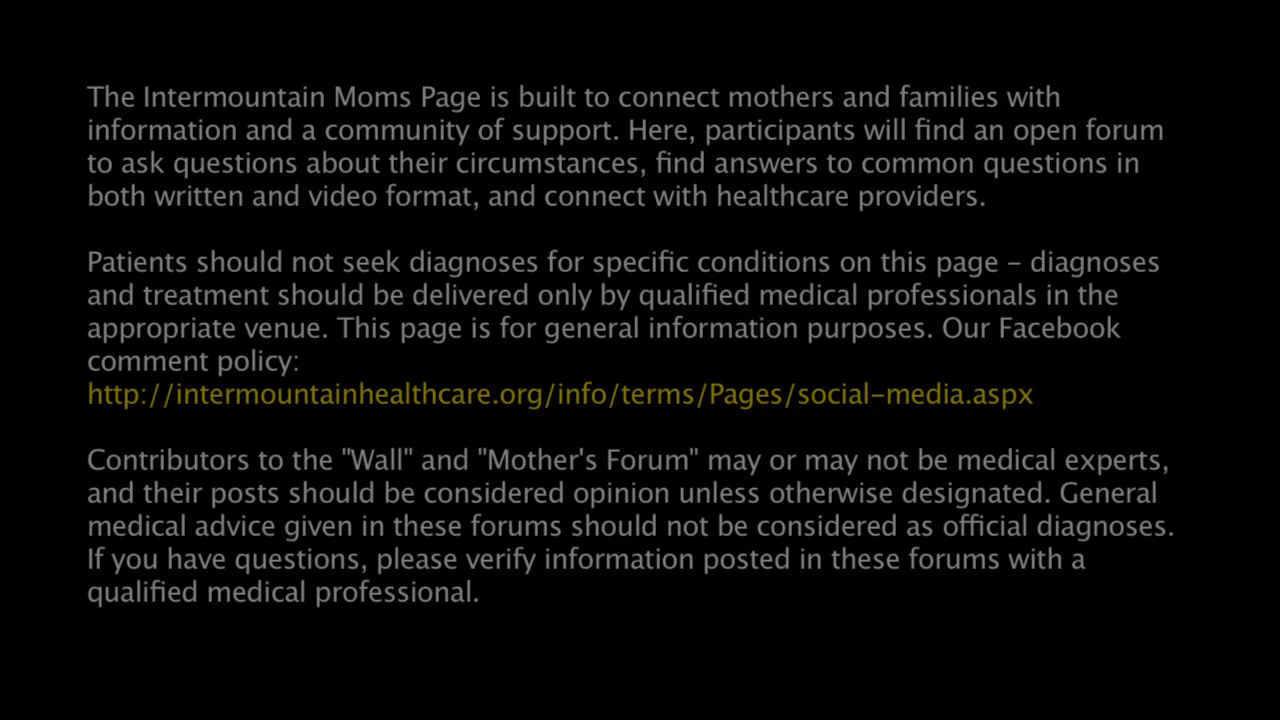 The Intermountain Moms Page is built to connect mothers and families with
information and a community of support. Here, participants will find an open forum
to ask questions about their circumstances, find answers to common questions in
both written and video format, and connect with healthcare providers.
Patients should not seek diagnoses for specific conditions on this page – diagnoses
and treatment should be delivered only by qualified medical professionals in the
appropriate venue. This page is for general information purposes. Our Facebook
comment policy:
http://intermountainhealthcare.org/info/terms/Pages/social-media.aspx
Contributors to the "Wall" and "Mother's Forum" may or may not be medical experts,
and their posts should be considered opinion unless otherwise designated. General
medical advice given in these forums should not be considered as official diagnoses.
If you have questions, please verify information posted in these forums with a
qualified medical professional.